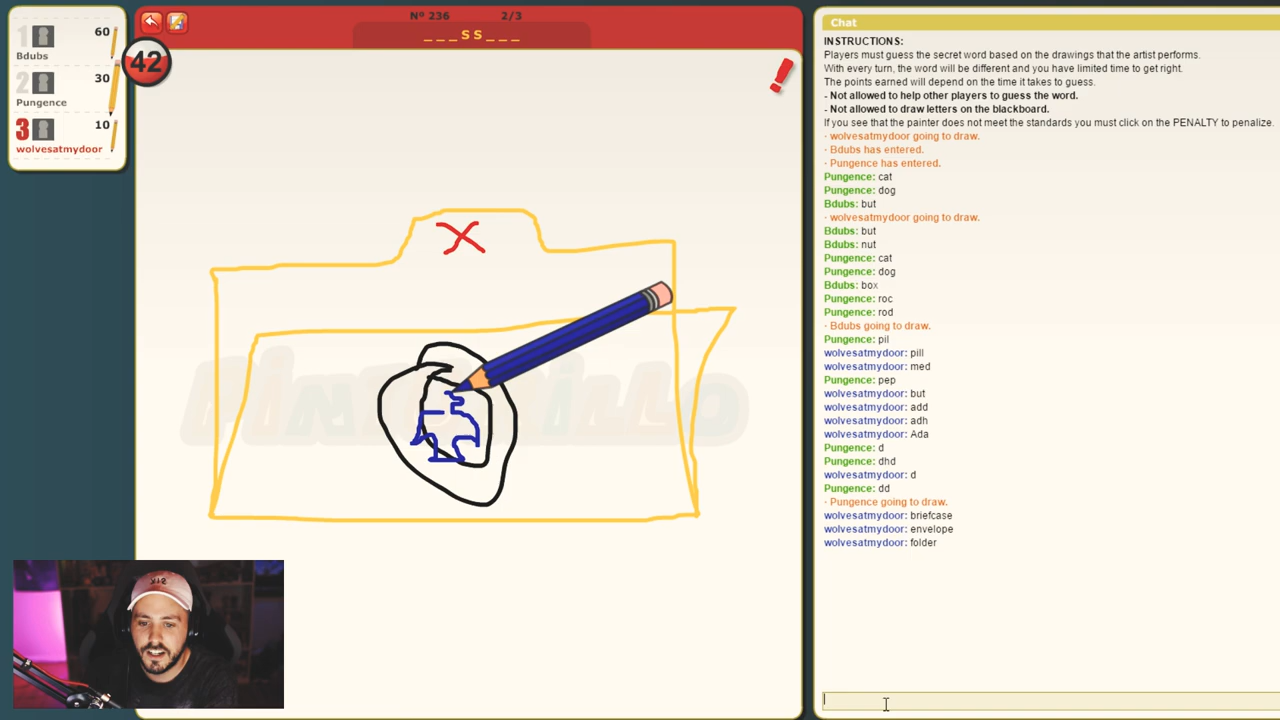 Nº 236 2/3
_ _ _ S S _ _ _
1 60
Bdubs
2 30
Pungence
3 10
wolvesatmydoor
42
Chat
INSTRUCTIONS:
Players must guess the secret word based on the drawings that the artist performs.
With every turn, the word will be different and you have limited time to get right.
The points earned will depend on the time it takes to guess.
- Not allowed to help other players to guess the word.
- Not allowed to draw letters on the blackboard.
If you see that the painter does not meet the standards you must click on the PENALTY to penalize.
· wolvesatmydoor going to draw.
· Bdubs has entered.
· Pungence has entered.
Pungence: cat
Pungence: dog
Bdubs: but
· wolvesatmydoor going to draw.
Bdubs: but
Bdubs: nut
Pungence: cat
Pungence: dog
Bdubs: box
Pungence: roc
Pungence: rod
· Bdubs going to draw.
Pungence: pil
wolvesatmydoor: pill
wolvesatmydoor: med
Pungence: pep
wolvesatmydoor: but
wolvesatmydoor: add
wolvesatmydoor: adh
wolvesatmydoor: Ada
Pungence: d
Pungence: dhd
wolvesatmydoor: d
Pungence: dd
· Pungence going to draw.
wolvesatmydoor: briefcase
wolvesatmydoor: envelope
wolvesatmydoor: folder